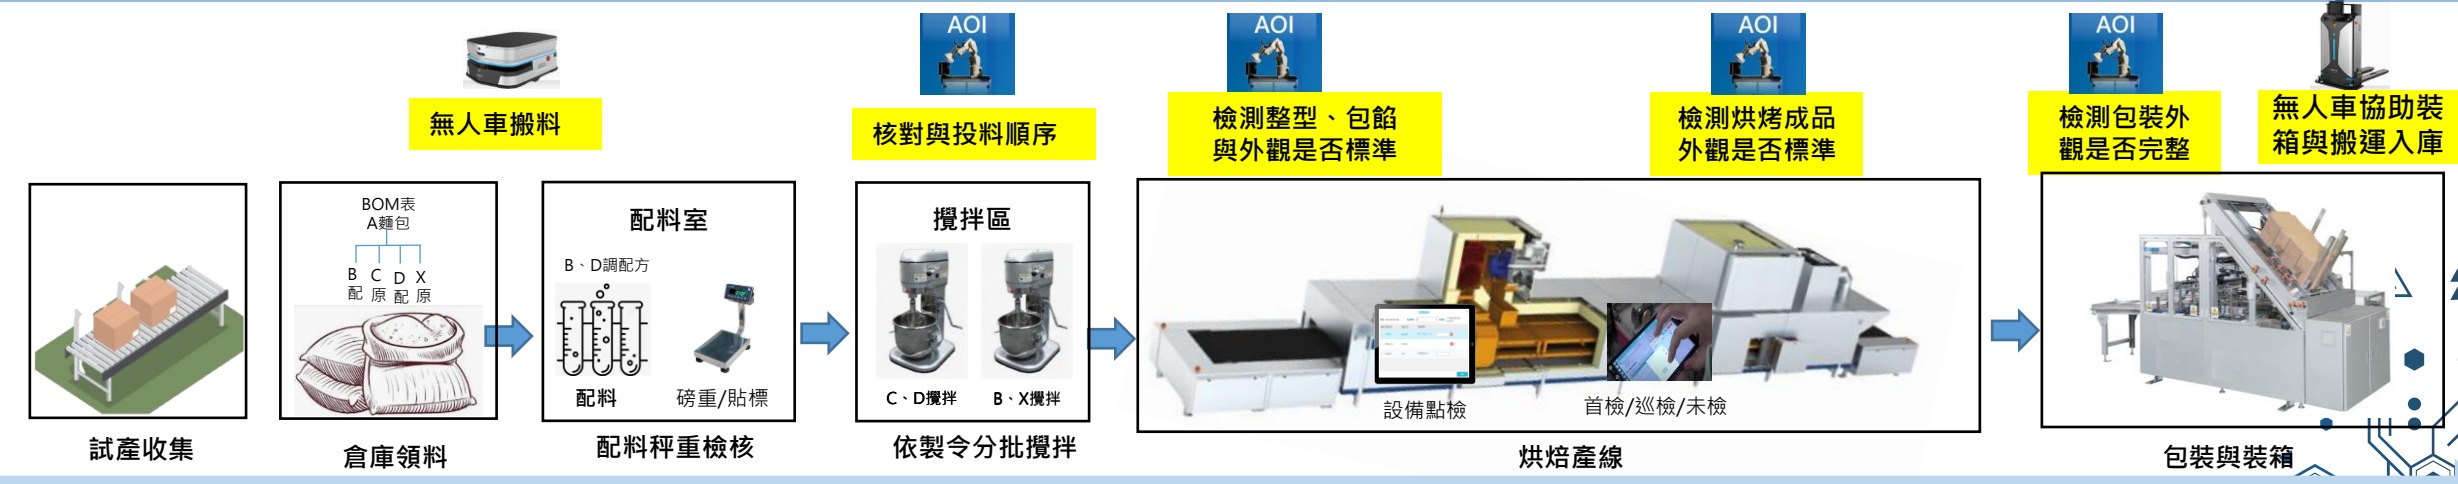 AOI
AOI
AOI
AOI
無人車搬料
核對與投料順序
檢測整型、包餡
與外觀是否標準
檢測烘烤成品
外觀是否標準
檢測包裝外
觀是否完整
無人車協助裝
箱與搬運入庫
BOM表
A麵包
B
配
C
原
D
配
X
原
配料室
B、D調配方
配料
磅重/貼標
攪拌區
C、D攪拌
B、X攪拌
設備點檢
首檢/巡檢/末檢
試產收集
倉庫領料
配料秤重檢核
依製令分批攪拌
烘焙產線
包裝與裝箱